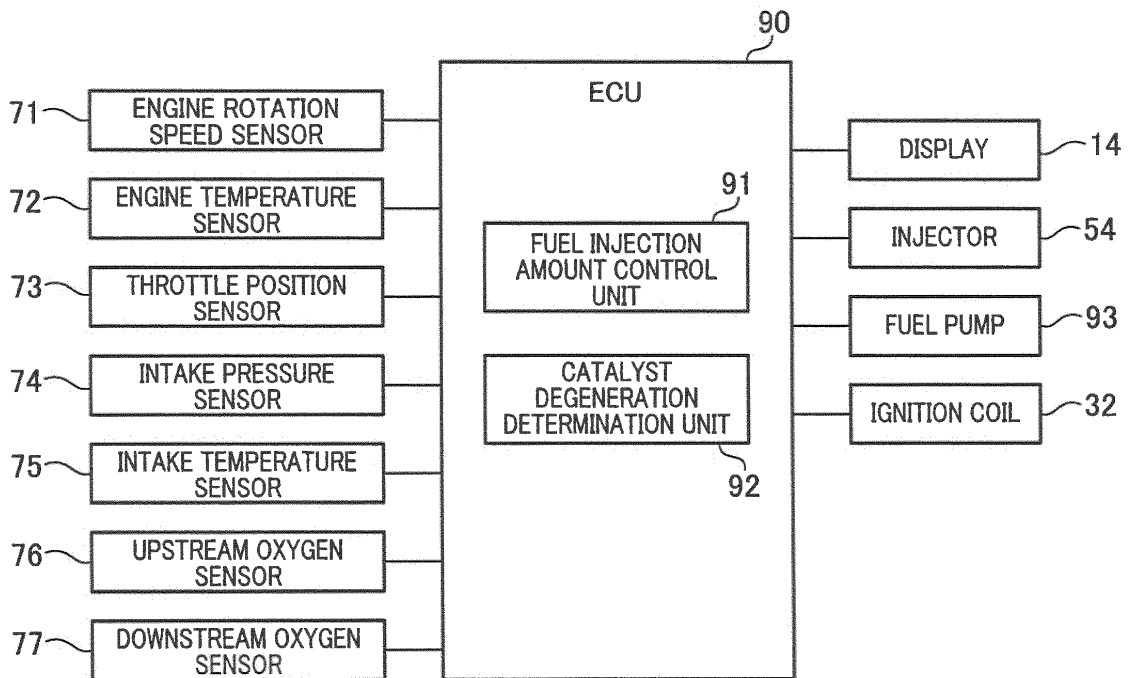 90
ECU
71
ENGINE ROTATION
SPEED SENSOR
72
ENGINE TEMPERATURE
SENSOR
73
THROTTLE POSITION
SENSOR
74
INTAKE PRESSURE
SENSOR
75
INTAKE TEMPERATURE
SENSOR
76
UPSTREAM OXYGEN
SENSOR
77
DOWNSTREAM OXYGEN
SENSOR
91
FUEL INJECTION
AMOUNT CONTROL
UNIT
CATALYST
DEGENERATION
DETERMINATION UNIT
92
DISPLAY
14
INJECTOR
54
FUEL PUMP
93
IGNITION COIL
32